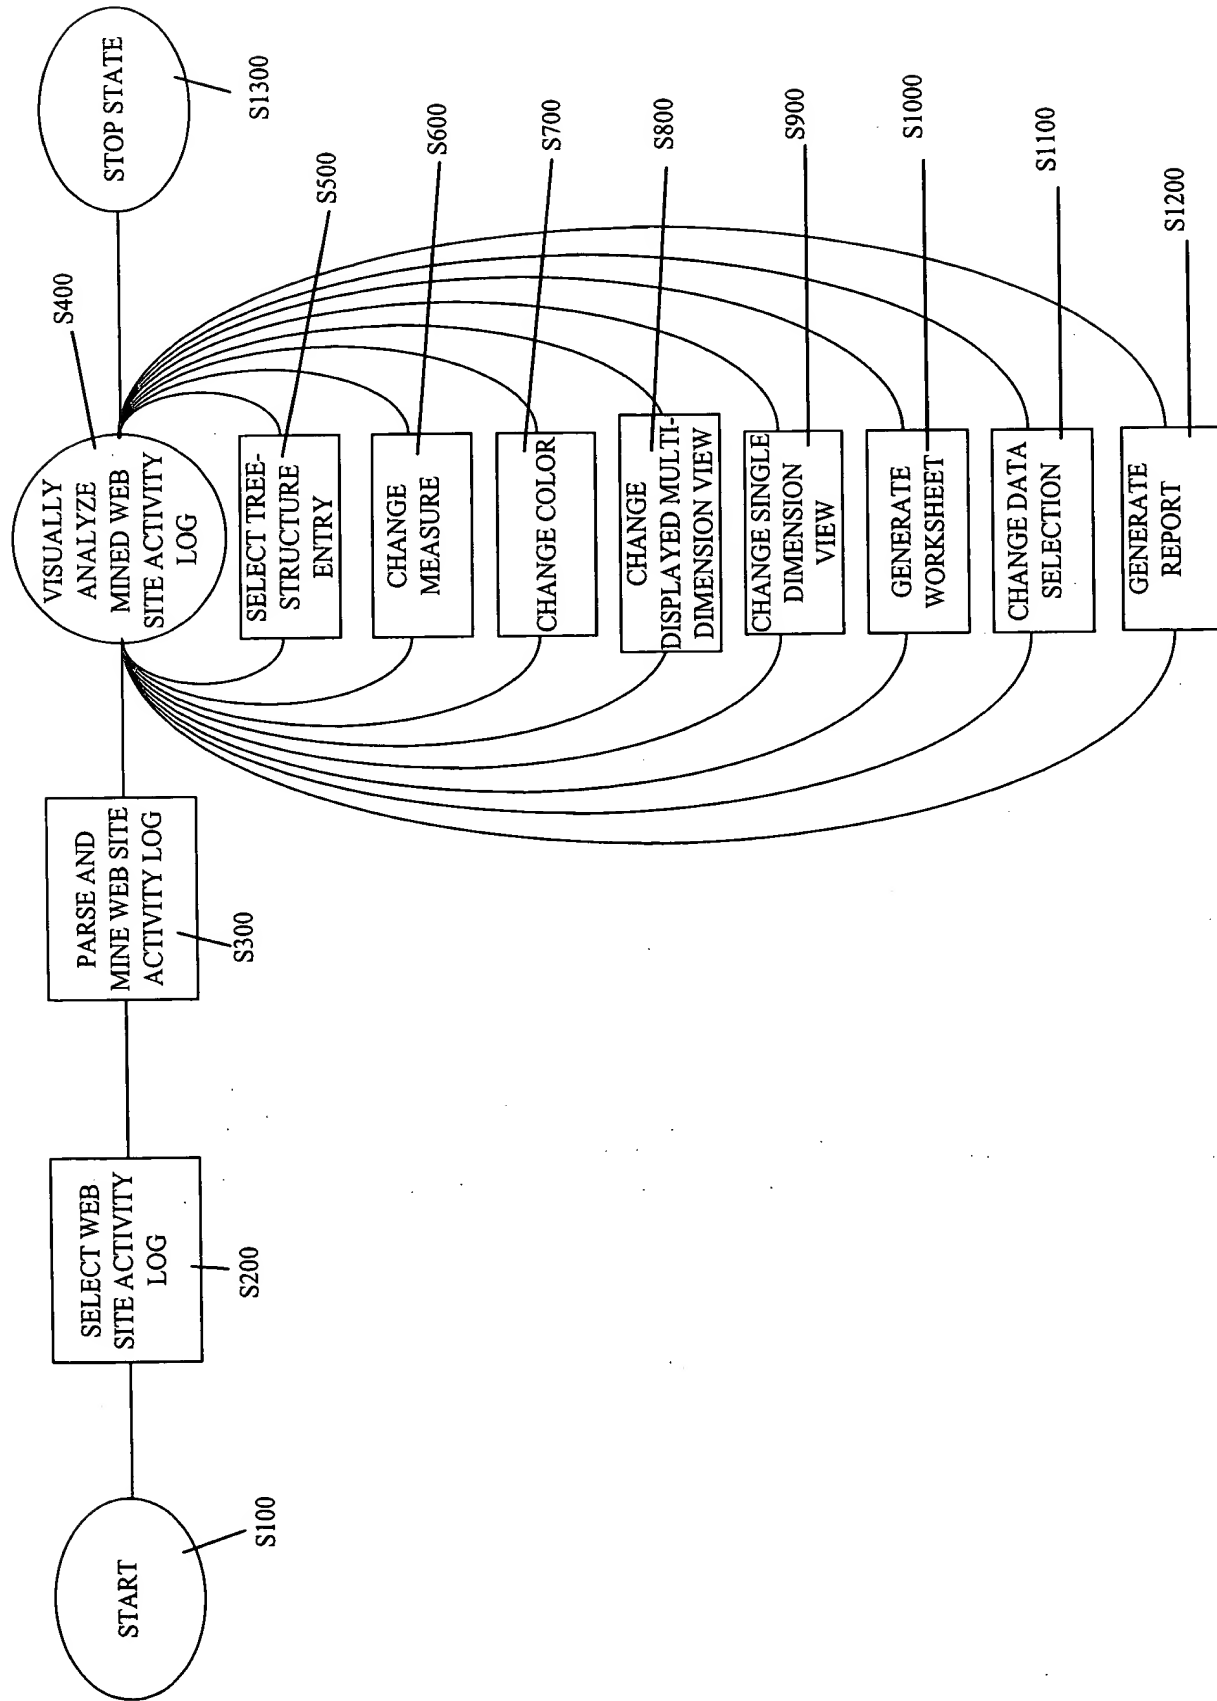 START
S100
SELECT WEB
SITE ACTIVITY
LOG
S200
PARSE AND
MINE WEB SITE
ACTIVITY LOG
S300
VISUALLY
ANALYZE
MINED WEB
SITE ACTIVITY
LOG
S400
STOP STATE
S1300
SELECT TREE-
STRUCTURE
ENTRY
S500
CHANGE
MEASURE
S600
CHANGE COLOR
S700
CHANGE
DISPLAYED MULTI-
DIMENSION VIEW
S800
CHANGE SINGLE
DIMENSION
VIEW
S900
GENERATE
WORKSHEET
S1000
CHANGE DATA
SELECTION
S1100
GENERATE
REPORT
S1200